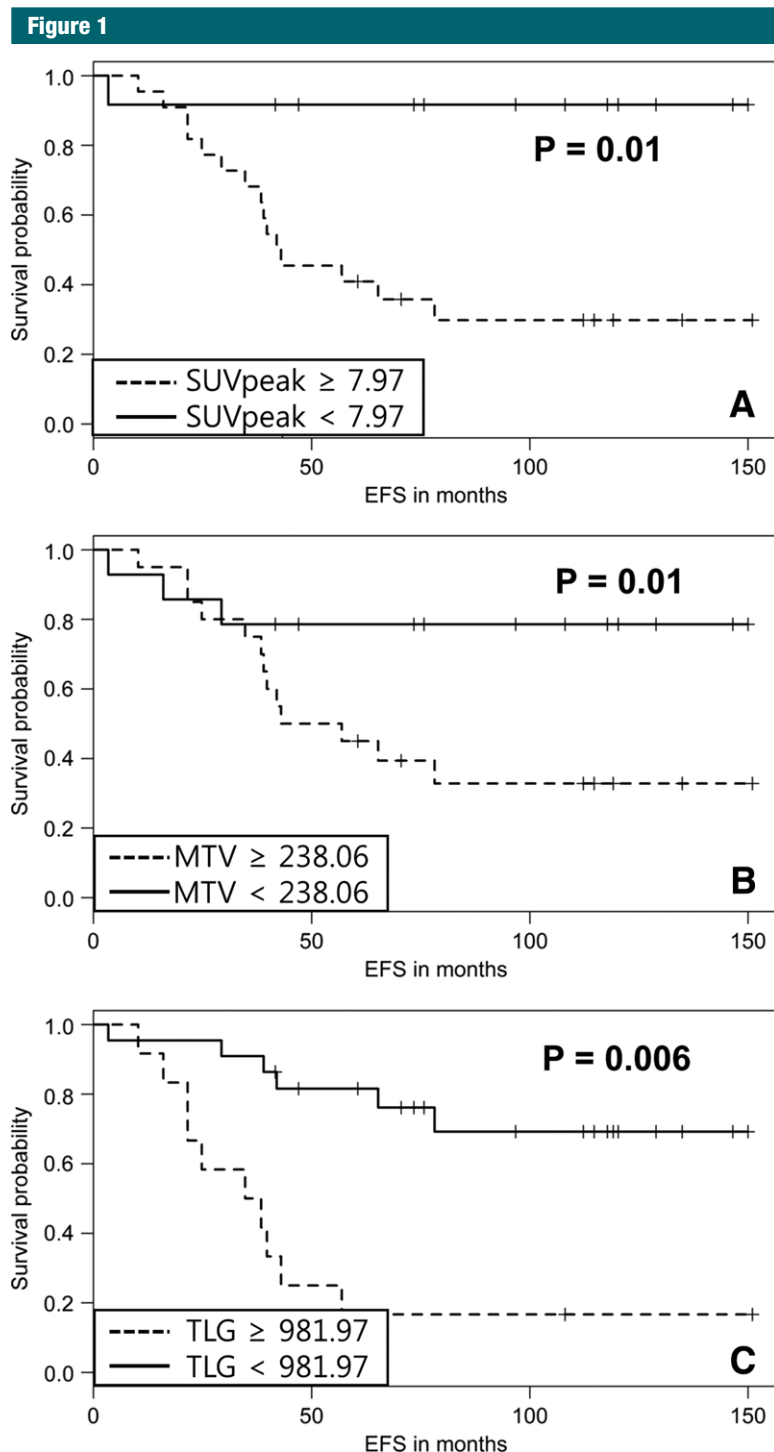 Figure 1
Survival probability
1.0
0.8
0.6
0.4
0.2
0.0
P = 0.01
SUVpeak ≥ 7.97
SUVpeak < 7.97
A
0 50 100 150
EFS in months
Survival probability
1.0
0.8
0.6
0.4
0.2
0.0
P = 0.01
MTV ≥ 238.06
MTV < 238.06
B
0 50 100 150
EFS in months
Survival probability
1.0
0.8
0.6
0.4
0.2
0.0
P = 0.006
TLG ≥ 981.97
TLG < 981.97
C
0 50 100 150
EFS in months